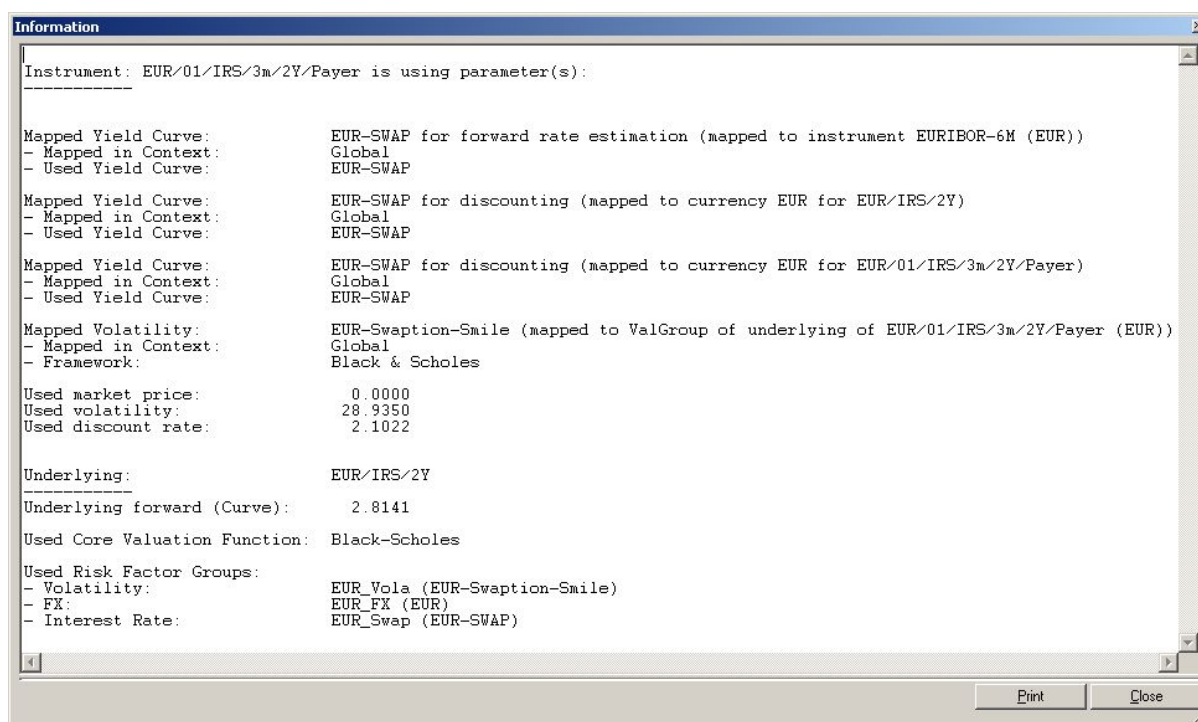 Information
Instrument: EUR/01/IRS/3m/2Y/Payer is using parameter(s):
-----------
Mapped Yield Curve: EUR-SWAP for forward rate estimation (mapped to instrument EURIBOR-6M (EUR))
- Mapped in Context: Global
- Used Yield Curve: EUR-SWAP
Mapped Yield Curve: EUR-SWAP for discounting (mapped to currency EUR for EUR/IRS/2Y)
- Mapped in Context: Global
- Used Yield Curve: EUR-SWAP
Mapped Yield Curve: EUR-SWAP for discounting (mapped to currency EUR for EUR/01/IRS/3m/2Y/Payer)
- Mapped in Context: Global
- Used Yield Curve: EUR-SWAP
Mapped Volatility: EUR-Swaption-Smile (mapped to ValGroup of underlying of EUR/01/IRS/3m/2Y/Payer (EUR))
- Mapped in Context: Global
- Framework: Black & Scholes
Used market price: 0.0000
Used volatility: 28.9350
Used discount rate: 2.1022
Underlying: EUR/IRS/2Y
-----------
Underlying forward (Curve): 2.8141
Used Core Valuation Function: Black-Scholes
Used Risk Factor Groups:
- Volatility: EUR_Vola (EUR-Swaption-Smile)
- FX: EUR_FX (EUR)
- Interest Rate: EUR_Swap (EUR-SWAP)
Print Close